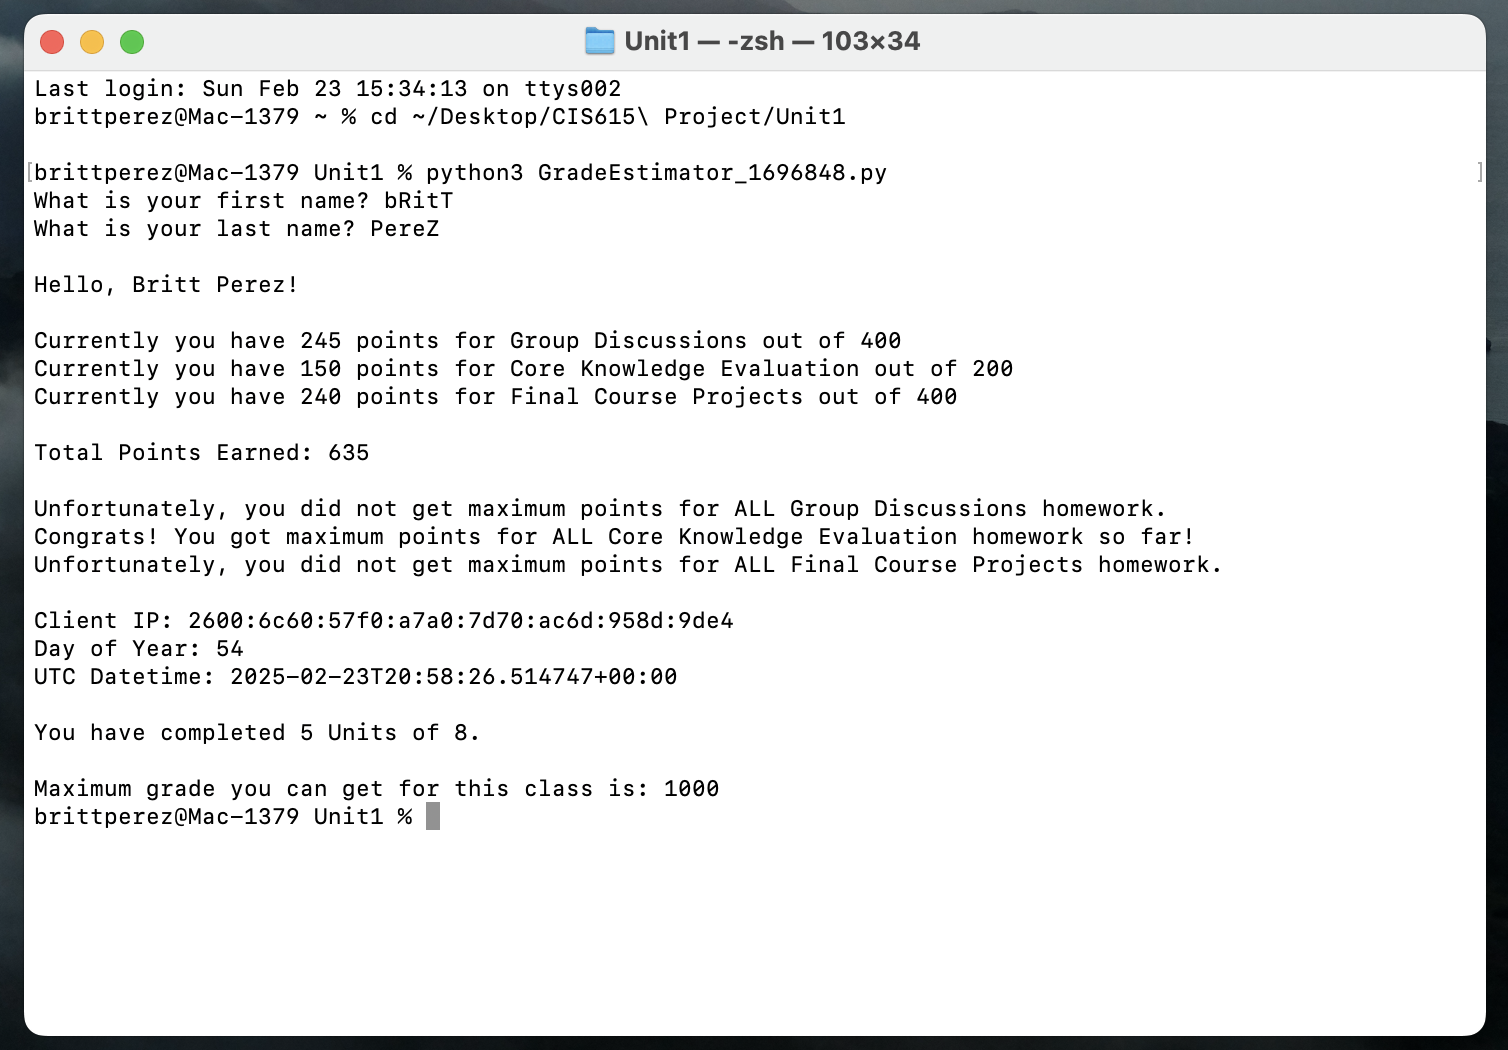 Unit1 — -zsh — 103×34
Last login: Sun Feb 23 15:34:13 on ttys002
brittperez@Mac-1379 ~ % cd ~/Desktop/CIS615\ Project/Unit1
[brittperez@Mac-1379 Unit1 % python3 GradeEstimator_1696848.py ]
What is your first name? bRitT
What is your last name? PereZ
Hello, Britt Perez!
Currently you have 245 points for Group Discussions out of 400
Currently you have 150 points for Core Knowledge Evaluation out of 200
Currently you have 240 points for Final Course Projects out of 400
Total Points Earned: 635
Unfortunately, you did not get maximum points for ALL Group Discussions homework.
Congrats! You got maximum points for ALL Core Knowledge Evaluation homework so far!
Unfortunately, you did not get maximum points for ALL Final Course Projects homework.
Client IP: 2600:6c60:57f0:a7a0:7d70:ac6d:958d:9de4
Day of Year: 54
UTC Datetime: 2025-02-23T20:58:26.514747+00:00
You have completed 5 Units of 8.
Maximum grade you can get for this class is: 1000
brittperez@Mac-1379 Unit1 %